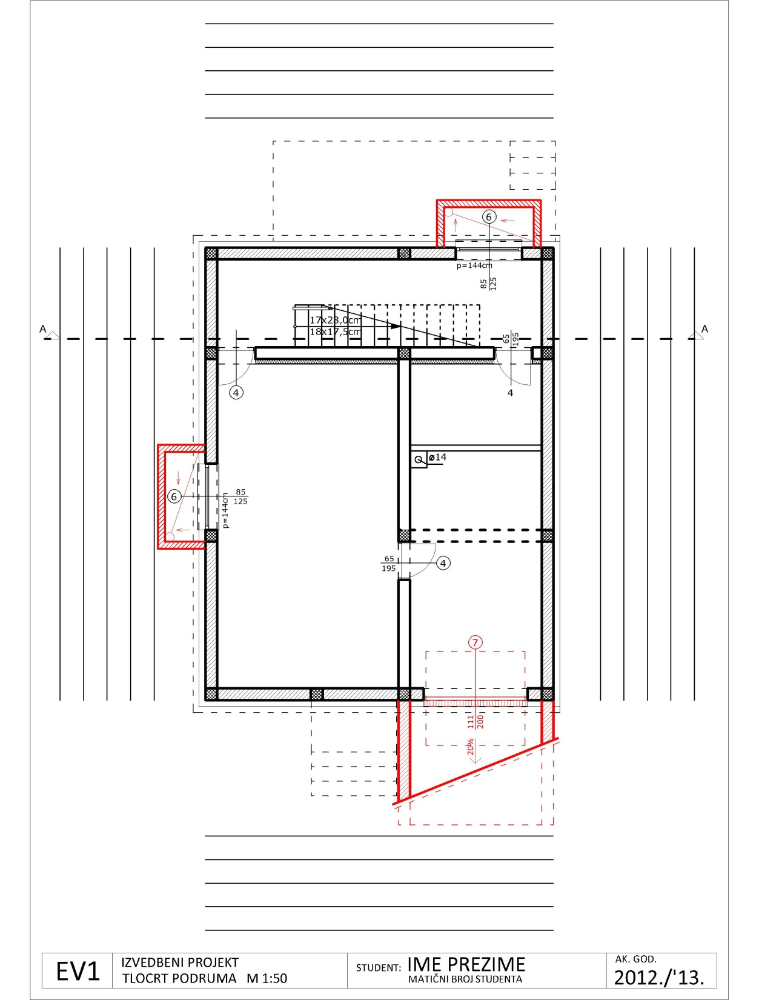 6
p=144cm
85
125
17x28,0cm
18x17,5cm
A
A
65
195
4
4
ø14
6
85
125
p=144cm
65
195
4
7
111
200
20%
EV1
IZVEDBENI PROJEKT
TLOCRT PODRUMA M 1:50
STUDENT: IME PREZIME
MATIČNI BROJ STUDENTA
AK. GOD.
2012./'13.